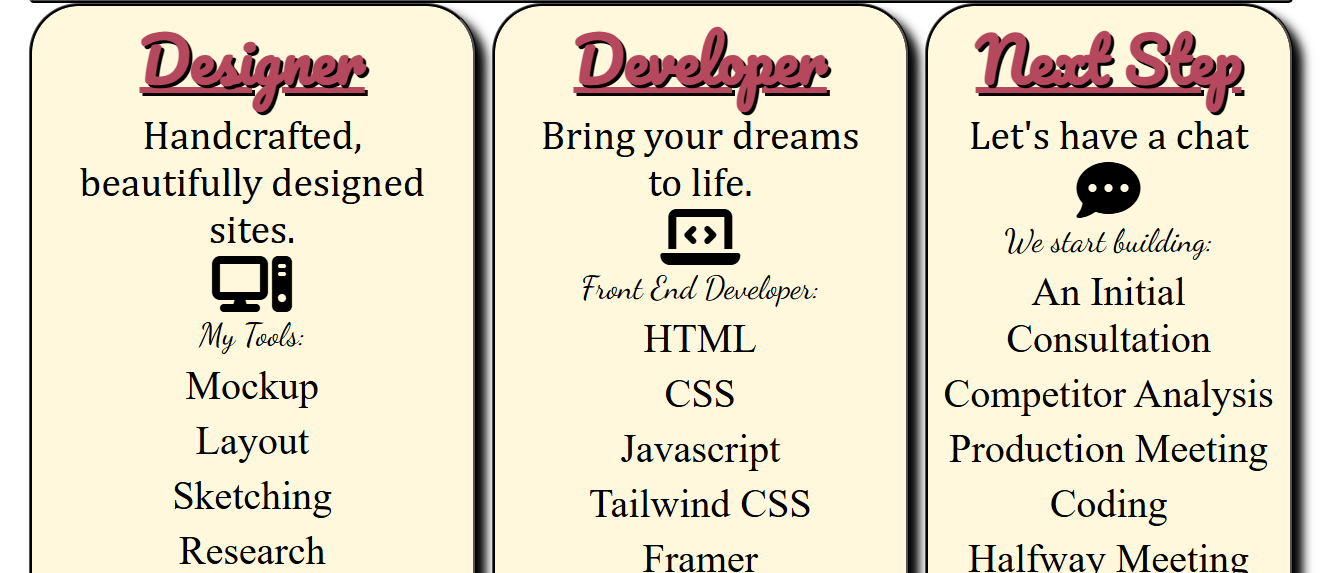 Designer
Handcrafted,
beautifully designed
sites.
My Tools:
Mockup
Layout
Sketching
Research
Developer
Bring your dreams
to life.
Front End Developer:
HTML
CSS
Javascript
Tailwind CSS
Framer
Next Step
Let's have a chat
We start building:
An Initial
Consultation
Competitor Analysis
Production Meeting
Coding
Halfway Meeting